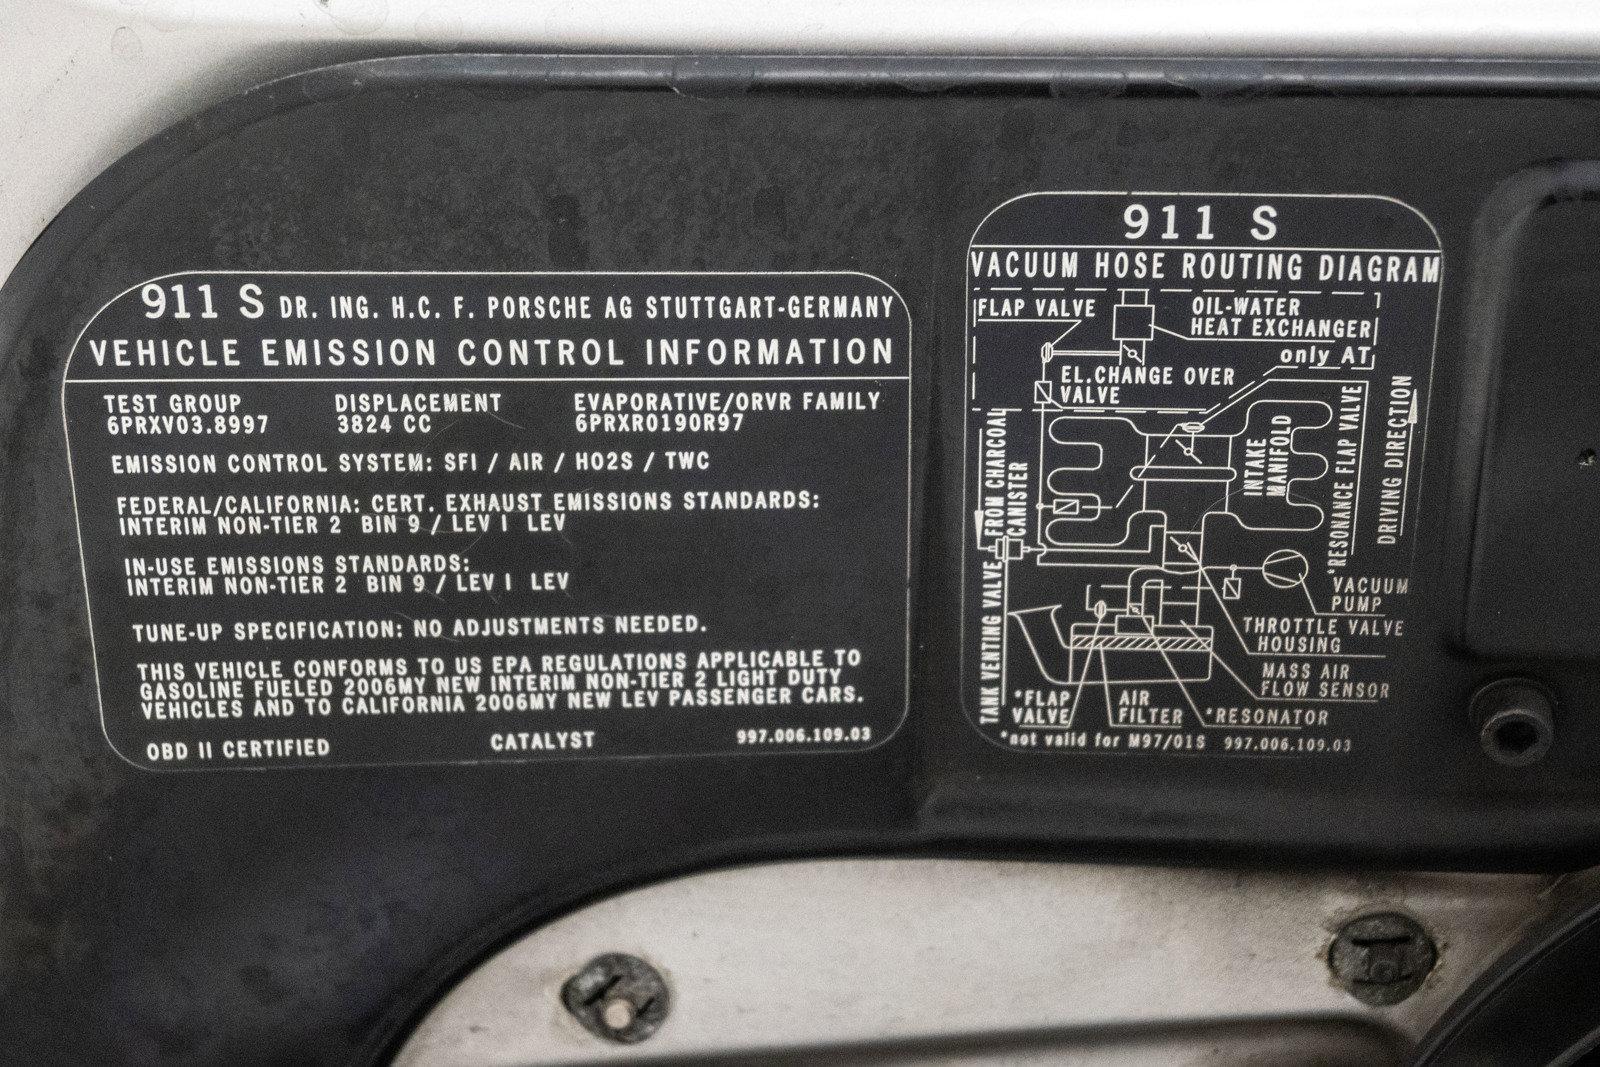 911 S DR. ING. H.C. F. PORSCHE AG STUTTGART-GERMANY
VEHICLE EMISSION CONTROL INFORMATION
TEST GROUP DISPLACEMENT EVAPORATIVE/ORVR FAMILY
6PRXV03.8997 3824 CC 6PRXR0190R97
EMISSION CONTROL SYSTEM: SFI / AIR / HO2S / TWC
FEDERAL/CALIFORNIA: CERT. EXHAUST EMISSIONS STANDARDS:
INTERIM NON-TIER 2 BIN 9 / LEV I LEV
IN-USE EMISSIONS STANDARDS:
INTERIM NON-TIER 2 BIN 9 / LEV I LEV
TUNE-UP SPECIFICATION: NO ADJUSTMENTS NEEDED.
THIS VEHICLE CONFORMS TO US EPA REGULATIONS APPLICABLE TO
GASOLINE FUELED 2006MY NEW INTERIM NON-TIER 2 LIGHT DUTY
VEHICLES AND TO CALIFORNIA 2006MY NEW LEV PASSENGER CARS.
OBD II CERTIFIED CATALYST 997.006.109.03
911 S
VACUUM HOSE ROUTING DIAGRAM
FLAP VALVE
OIL-WATER
HEAT EXCHANGER
only AT
EL.CHANGE OVER
VALVE
FROM CHARCOAL
CANISTER
INTAKE
MANIFOLD
*RESONANCE FLAP VALVE
DRIVING DIRECTION
TANK VENTING VALVE
VACUUM
PUMP
THROTTLE VALVE
HOUSING
MASS AIR
FLOW SENSOR
*FLAP
VALVE
AIR
FILTER
*RESONATOR
*not valid for M97/01S 997.006.109.03